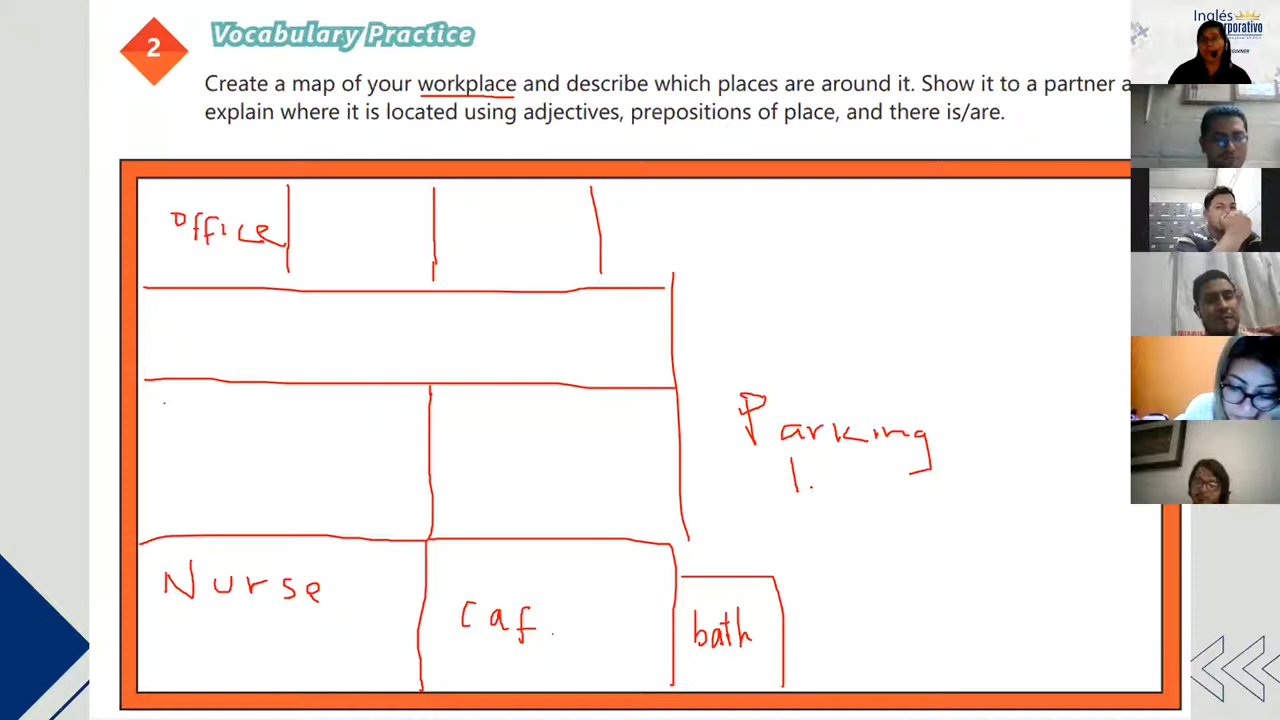 2
Vocabulary Practice
Create a map of your workplace and describe which places are around it. Show it to a partner a
explain where it is located using adjectives, prepositions of place, and there is/are.
Inglés
rporativo
office
Parking
l.
Nurse
caf.
bath